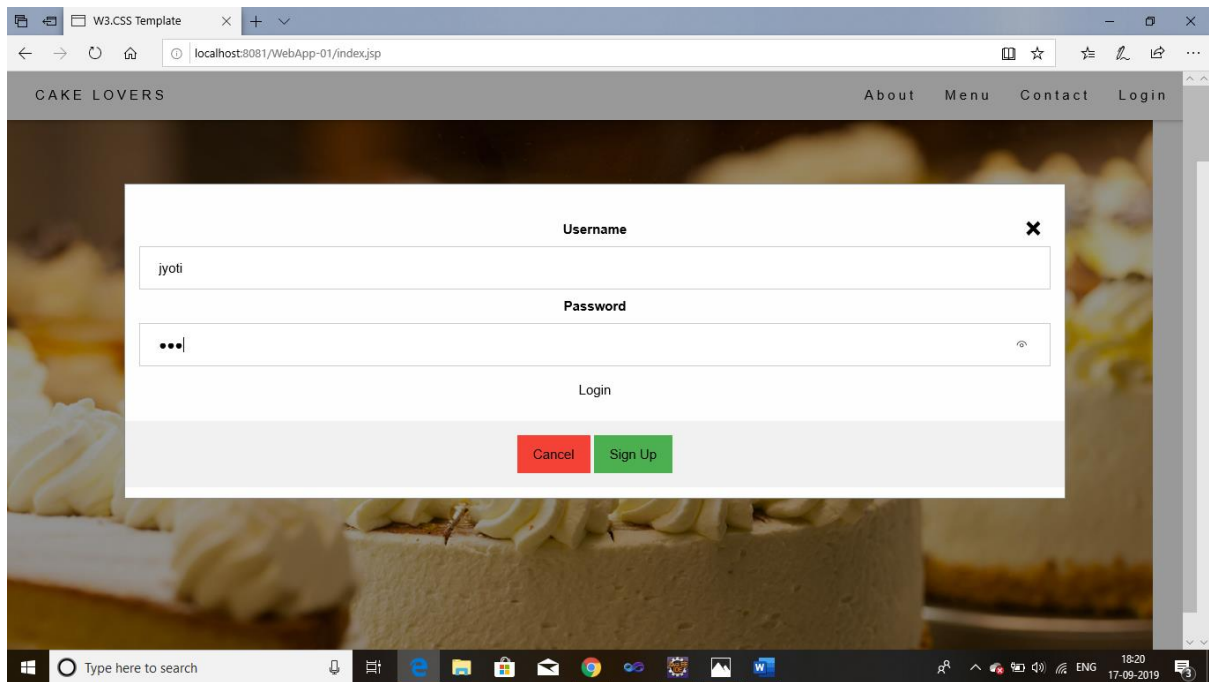 W3.CSS Template
localhost:8081/WebApp-01/index.jsp
CAKE LOVERS About Menu Contact Login
Username
jyoti
Password
•••
Login
Cancel Sign Up
Type here to search ENG 18:20
17-09-2019 3